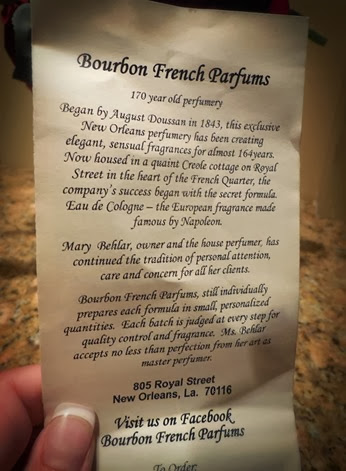 Bourbon French Parfums
170 year old perfumery
Began by August Doussan in 1843, this exclusive
New Orleans perfumery has been creating
elegant, sensual fragrances for almost 164years.
Now housed in a quaint Creole cottage on Royal
Street in the heart of the French Quarter, the
company's success began with the secret formula.
Eau de Cologne – the European fragrance made
famous by Napoleon.
Mary Behlar, owner and the house perfumer, has
continued the tradition of personal attention,
care and concern for all her clients.
Bourbon French Parfums, still individually
prepares each formula in small, personalized
quantities. Each batch is judged at every step for
quality control and fragrance. Ms. Behlar
accepts no less than perfection from her art as
master perfumer.
805 Royal Street
New Orleans, La. 70116
Visit us on Facebook
Bourbon French Parfums
To Order: